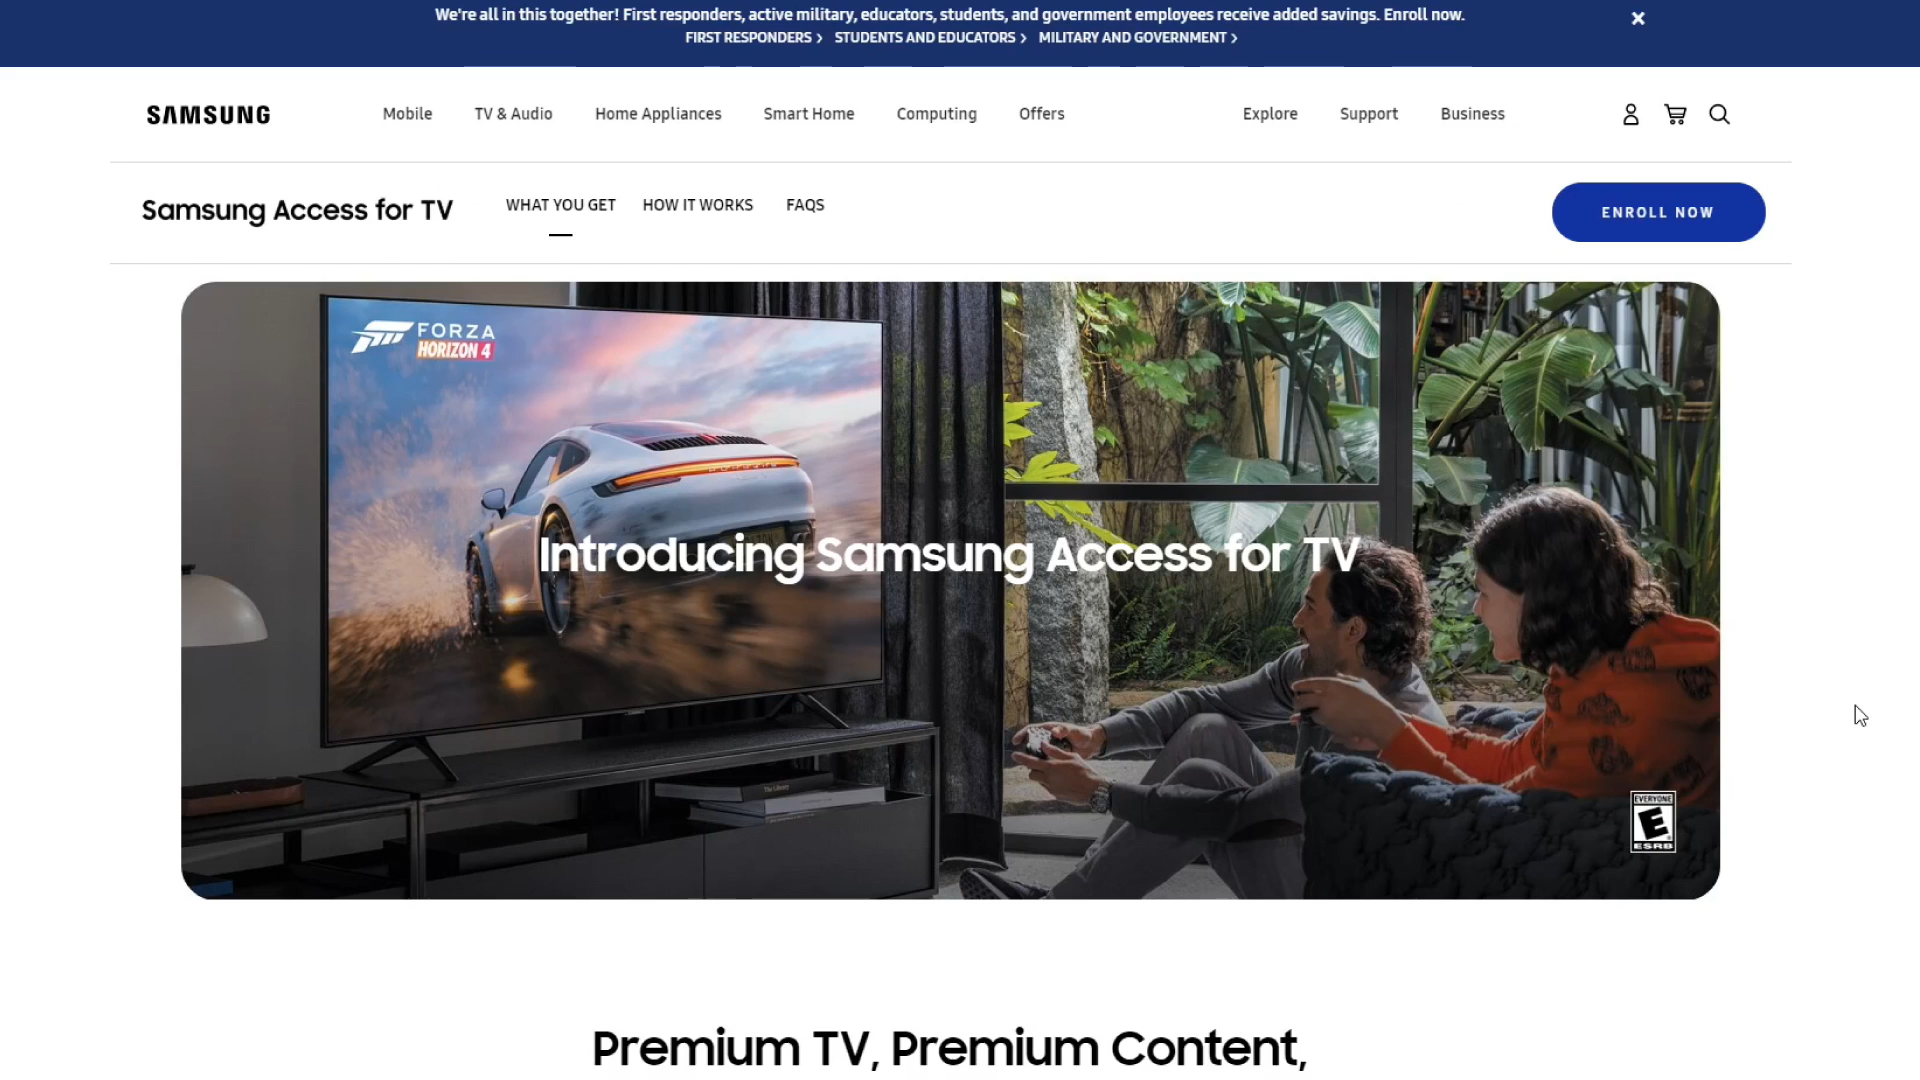 We're all in this together! First responders, active military, educators, students, and government employees receive added savings. Enroll now.
FIRST RESPONDERS > STUDENTS AND EDUCATORS > MILITARY AND GOVERNMENT >
SAMSUNG
Mobile
TV & Audio
Home Appliances
Smart Home
Computing
Offers
Explore
Support
Business
Samsung Access for TV
WHAT YOU GET
HOW IT WORKS
FAQS
ENROLL NOW
FORZA
HORIZON 4
Introducing Samsung Access for TV
The Library
EVERYONE
E
ESRB
Premium TV, Premium Content,